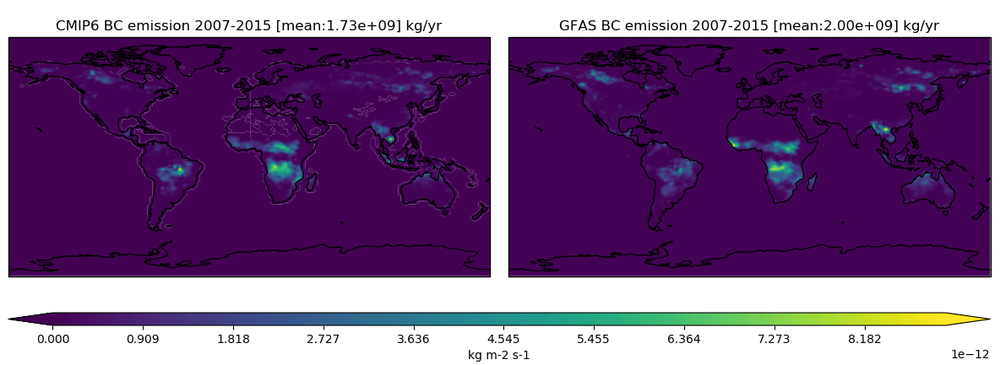 CMIP6 BC emission 2007-2015 [mean:1.73e+09] kg/yr
GFAS BC emission 2007-2015 [mean:2.00e+09] kg/yr
0.000 0.909 1.818 2.727 3.636 4.545 5.455 6.364 7.273 8.182
kg m-2 s-1
1e−12